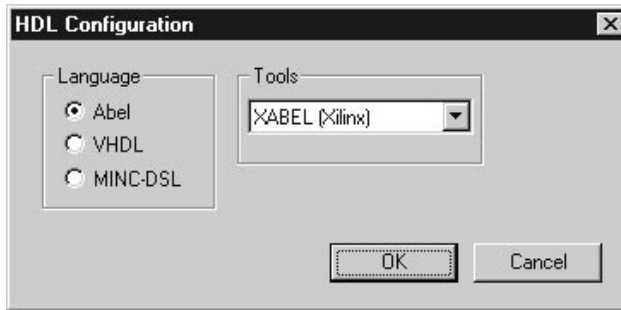 HDL Configuration
Language
Abel
VHDL
MINC-DSL
Tools
XABEL (Xilinx)
OK
Cancel